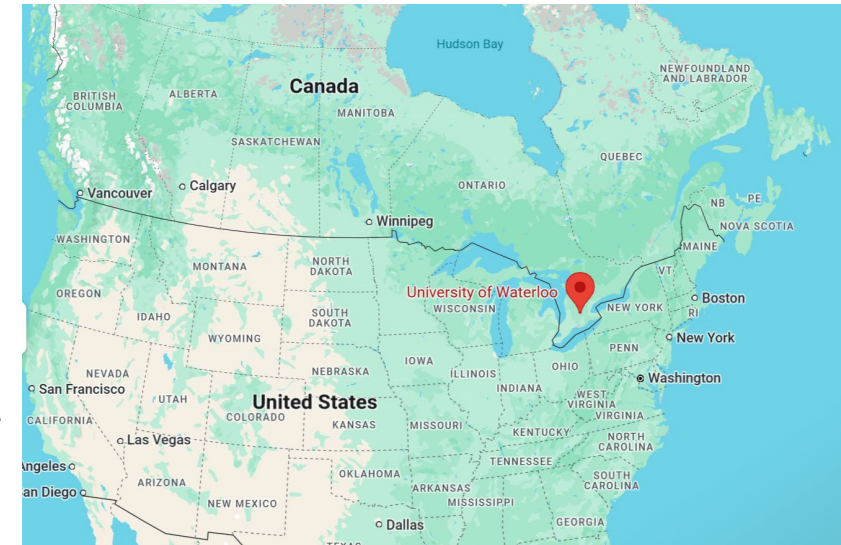 Hudson Bay
NEWFOUNDLAND
AND LABRADOR
Canada
BRITISH
COLUMBIA
ALBERTA
MANITOBA
SASKATCHEWAN
QUEBEC
ONTARIO
Vancouver
Calgary
NB
PE
Winnipeg
NOVA SCOTIA
WASHINGTON
MAINE
MONTANA
NORTH
DAKOTA
VT
University of Waterloo
OREGON
Boston
WISCONSIN
NEW YORK
RI
IDAHO
SOUTH
DAKOTA
WYOMING
New York
PENN
IOWA
OHIO
NEBRASKA
ILLINOIS
NEVADA
Washington
INDIANA
San Francisco
UTAH
United States
WEST
VIRGINIA
COLORADO
VIRGINIA
CALIFORNIA
KANSAS
MISSOURI
KENTUCKY
Las Vegas
NORTH
CAROLINA
TENNESSEE
Angeles
OKLAHOMA
SOUTH
CAROLINA
ARIZONA
ARKANSAS
an Diego
MISSISSIPPI
NEW MEXICO
Dallas
GEORGIA
TEXAS